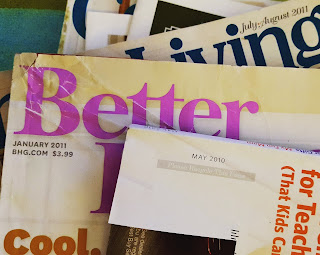 July-August 2011
Living
Better
JANUARY 2011
BHG.COM $3.99
MAY 2010
for Teach
(That Kids Ca
Cool.